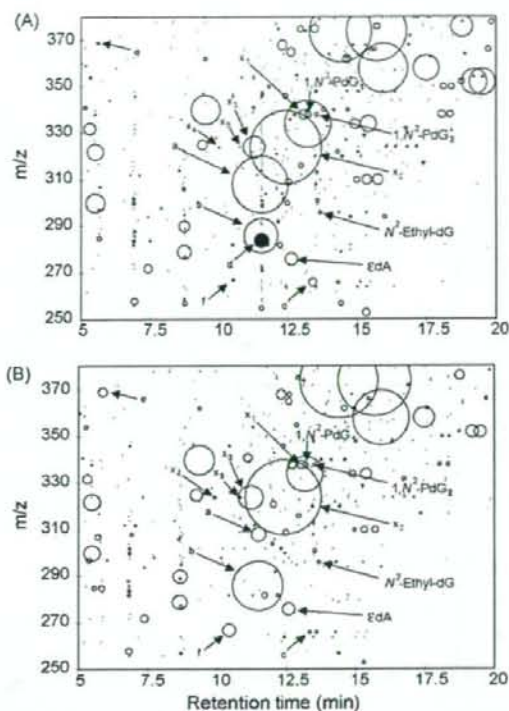 (A)
370
350
330
310
290
270
250
m/z
1,N²-PdG₁
1,N²-PdG₂
N²-Ethyl-dG
εdA
a
b
d
f
c
5
7.5
10
12.5
15
17.5
20
(B)
370
350
330
310
290
270
250
m/z
1,N²-PdG
1,N²-PdG₂
N²-Ethyl-dG
εdA
a
b
f
c
5
7.5
10
12.5
15
17.5
20
Retention time (min)